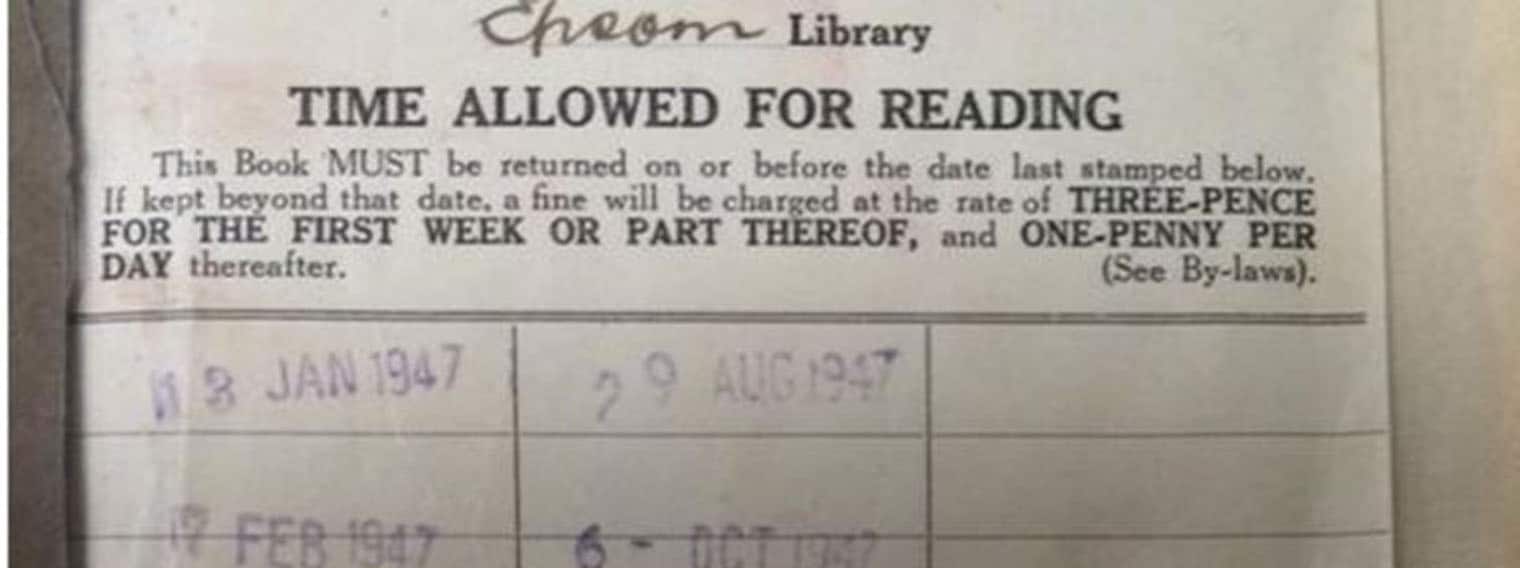 Epsom Library
TIME ALLOWED FOR READING
This Book MUST be returned on or before the date last stamped below.
If kept beyond that date, a fine will be charged at the rate of THREE-PENCE
FOR THE FIRST WEEK OR PART THEREOF, and ONE-PENNY PER
DAY thereafter. (See By-laws).
13 JAN 1947 29 AUG 1947
17 FEB 1947 6 - OCT 1947